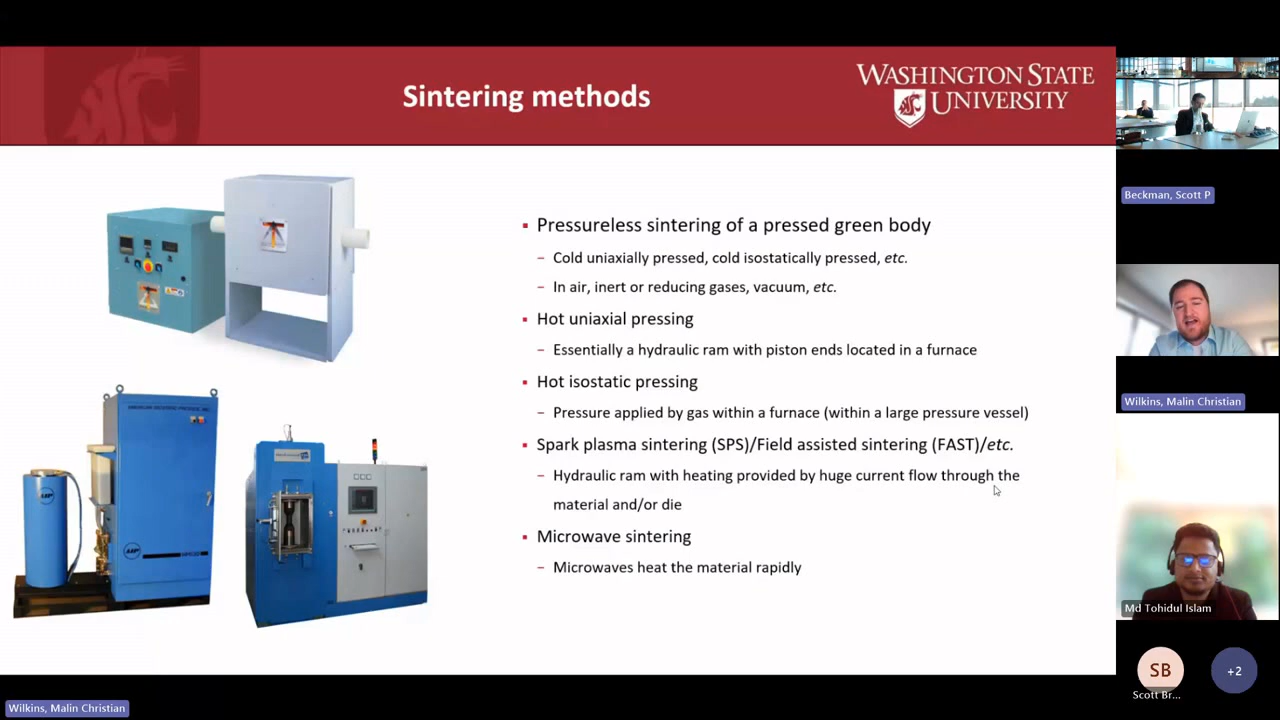 Sintering methods
WASHINGTON STATE
UNIVERSITY
▪ Pressureless sintering of a pressed green body
– Cold uniaxially pressed, cold isostatically pressed, etc.
– In air, inert or reducing gases, vacuum, etc.
▪ Hot uniaxial pressing
– Essentially a hydraulic ram with piston ends located in a furnace
▪ Hot isostatic pressing
– Pressure applied by gas within a furnace (within a large pressure vessel)
▪ Spark plasma sintering (SPS)/Field assisted sintering (FAST)/etc.
– Hydraulic ram with heating provided by huge current flow through the
material and/or die
▪ Microwave sintering
– Microwaves heat the material rapidly
AIP
AIP
Beckman, Scott P
Wilkins, Malin Christian
Md Tohidul Islam
SB
Scott Br...
+2
Wilkins, Malin Christian